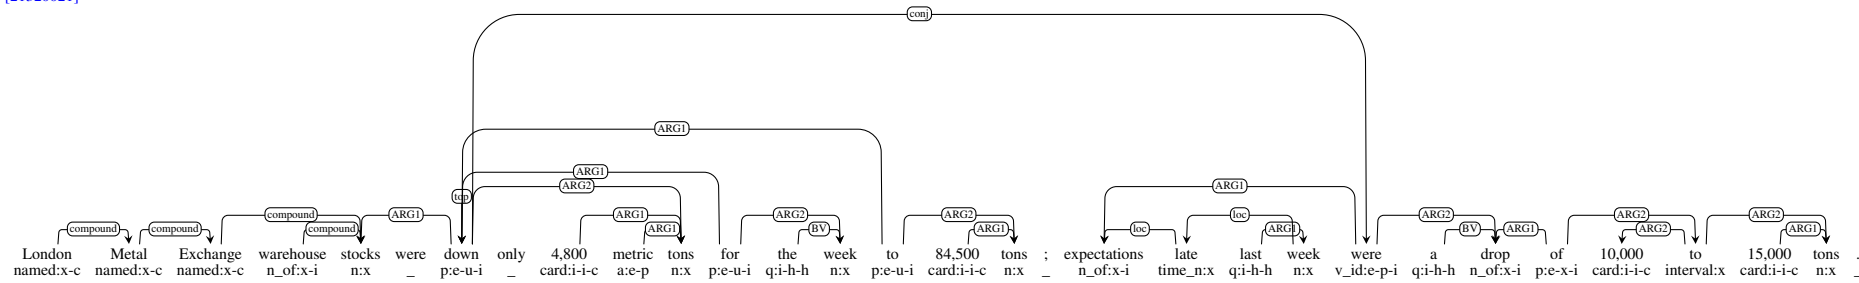 conj
ARG1
ARG1
ARG2
top
compound ARG1 ARG1 ARG2 ARG2 ARG1 loc ARG2 ARG2 ARG2
compound compound compound ARG1 BV ARG1 loc ARG1 BV ARG1 ARG2 ARG1
London Metal Exchange warehouse stocks were down only 4,800 metric tons for the week to 84,500 tons ; expectations late last week were a drop of 10,000 to 15,000 tons .
named:x-c named:x-c named:x-c n_of:x-i n:x _ p:e-u-i _ card:i-i-c a:e-p n:x p:e-u-i q:i-h-h n:x p:e-u-i card:i-i-c n:x _ n_of:x-i time_n:x q:i-h-h n:x v_id:e-p-i q:i-h-h n_of:x-i p:e-x-i card:i-i-c interval:x card:i-i-c n:x _